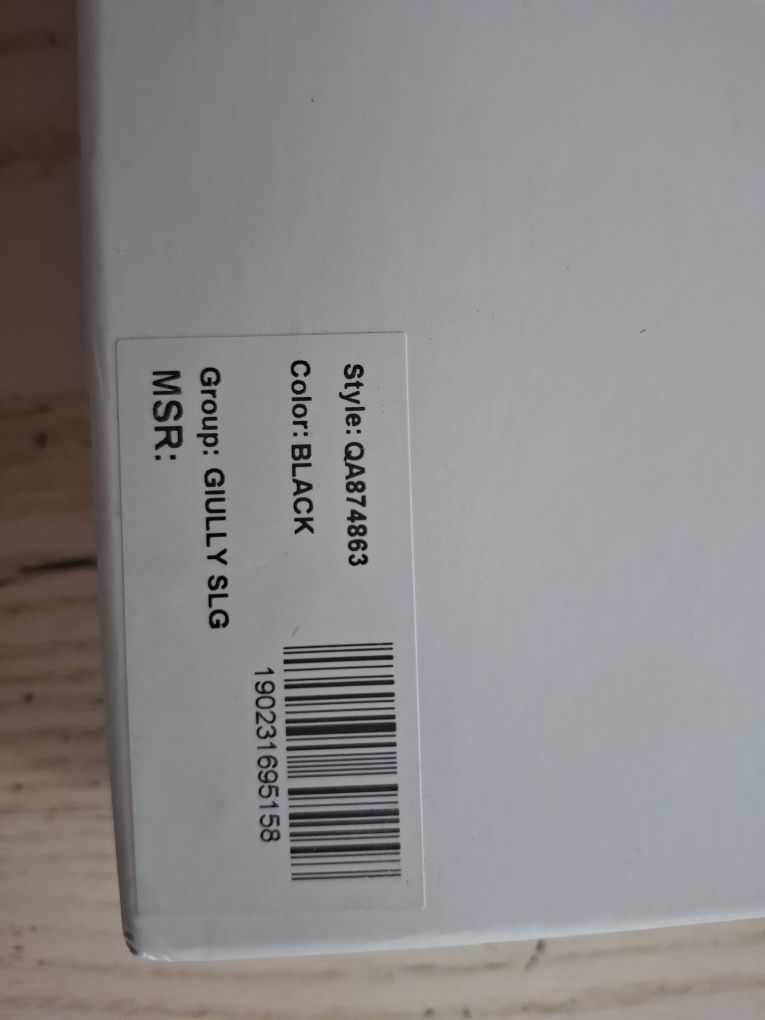 Style: QA874863
Color: BLACK
190231695158
Group: GIULLY SLG
MSR: